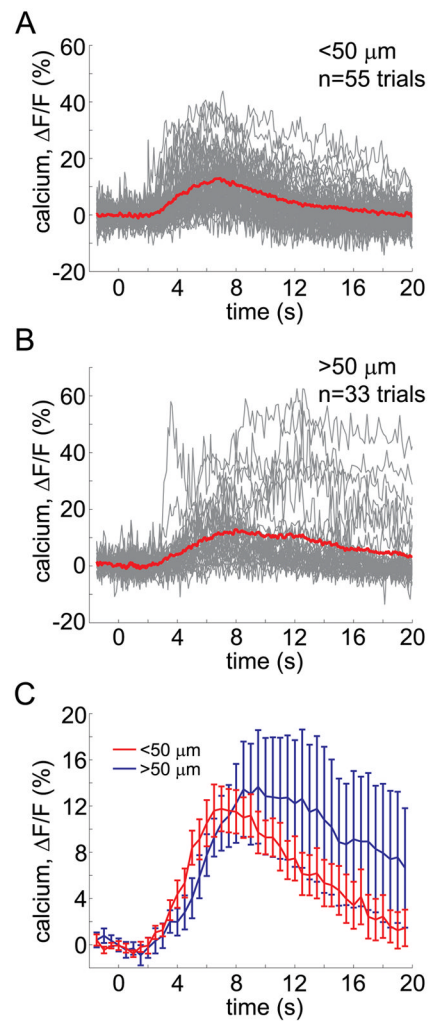 A
<50 μm
n=55 trials
60
40
20
0
-20
calcium, ΔF/F (%)
0 4 8 12 16 20
time (s)
B
>50 μm
n=33 trials
60
40
20
0
-20
calcium, ΔF/F (%)
0 4 8 12 16 20
time (s)
C
<50 μm
>50 μm
20
16
12
8
4
0
calcium, ΔF/F (%)
0 4 8 12 16 20
time (s)